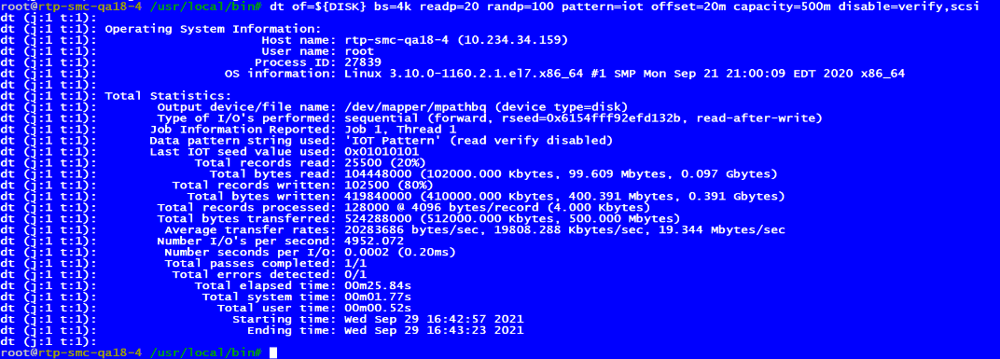 root@rtp-smc-qa18-4 /usr/local/bin# dt of=${DISK} bs=4k readp=20 randp=100 pattern=iot offset=20m capacity=500m disable=verify,scsi
dt (j:1 t:1):
dt (j:1 t:1): Operating System Information:
dt (j:1 t:1):                      Host name: rtp-smc-qa18-4 (10.234.34.159)
dt (j:1 t:1):                      User name: root
dt (j:1 t:1):                     Process ID: 27839
dt (j:1 t:1):                 OS information: Linux 3.10.0-1160.2.1.el7.x86_64 #1 SMP Mon Sep 21 21:00:09 EDT 2020 x86_64
dt (j:1 t:1):
dt (j:1 t:1): Total Statistics:
dt (j:1 t:1):        Output device/file name: /dev/mapper/mpathbq (device type=disk)
dt (j:1 t:1):        Type of I/O's performed: sequential (forward, rseed=0x6154fff92efd132b, read-after-write)
dt (j:1 t:1):       Job Information Reported: Job 1, Thread 1
dt (j:1 t:1):       Data pattern string used: 'IOT Pattern' (read verify disabled)
dt (j:1 t:1):       Last IOT seed value used: 0x01010101
dt (j:1 t:1):             Total records read: 25500 (20%)
dt (j:1 t:1):               Total bytes read: 104448000 (102000.000 Kbytes, 99.609 Mbytes, 0.097 Gbytes)
dt (j:1 t:1):          Total records written: 102500 (80%)
dt (j:1 t:1):            Total bytes written: 419840000 (410000.000 Kbytes, 400.391 Mbytes, 0.391 Gbytes)
dt (j:1 t:1):        Total records processed: 128000 @ 4096 bytes/record (4.000 Kbytes)
dt (j:1 t:1):        Total bytes transferred: 524288000 (512000.000 Kbytes, 500.000 Mbytes)
dt (j:1 t:1):         Average transfer rates: 20283686 bytes/sec, 19808.288 Kbytes/sec, 19.344 Mbytes/sec
dt (j:1 t:1):        Number I/O's per second: 4952.072
dt (j:1 t:1):         Number seconds per I/O: 0.0002 (0.20ms)
dt (j:1 t:1):         Total passes completed: 1/1
dt (j:1 t:1):          Total errors detected: 0/1
dt (j:1 t:1):             Total elapsed time: 00m25.84s
dt (j:1 t:1):              Total system time: 00m01.77s
dt (j:1 t:1):                Total user time: 00m00.52s
dt (j:1 t:1):                  Starting time: Wed Sep 29 16:42:57 2021
dt (j:1 t:1):                    Ending time: Wed Sep 29 16:43:23 2021
dt (j:1 t:1):
root@rtp-smc-qa18-4 /usr/local/bin#